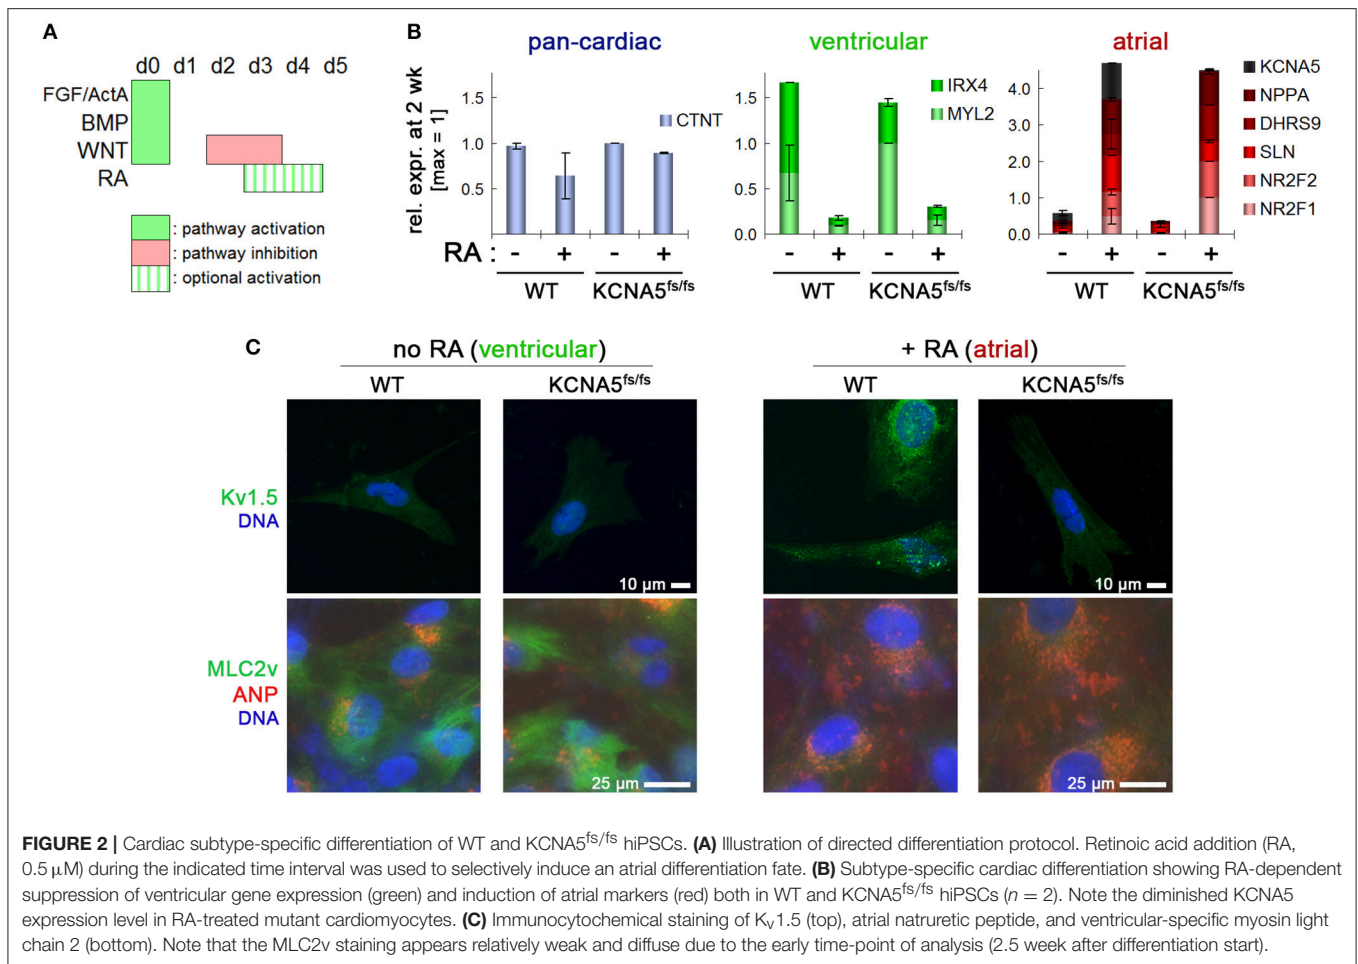 A
d0 d1 d2 d3 d4 d5
FGF/ActA
BMP
WNT
RA
: pathway activation
: pathway inhibition
: optional activation
B
pan-cardiac
ventricular
atrial
rel. expr. at 2 wk
[max = 1]
1.5
1.0
0.5
CTNT
1.5
1.0
0.5
0.0
IRX4
MYL2
4.0
3.0
2.0
1.0
0.0
KCNA5
NPPA
DHRS9
SLN
NR2F2
NR2F1
RA : - + - + - + - + - + - +
WT KCNA5fs/fs WT KCNA5fs/fs WT KCNA5fs/fs
C
no RA (ventricular) + RA (atrial)
WT KCNA5fs/fs WT KCNA5fs/fs
Kv1.5
DNA
10 µm 10 µm
MLC2v
ANP
DNA
25 µm 25 µm
FIGURE 2 | Cardiac subtype-specific differentiation of WT and KCNA5fs/fs hiPSCs. (A) Illustration of directed differentiation protocol. Retinoic acid addition (RA,
0.5 µM) during the indicated time interval was used to selectively induce an atrial differentiation fate. (B) Subtype-specific cardiac differentiation showing RA-dependent
suppression of ventricular gene expression (green) and induction of atrial markers (red) both in WT and KCNA5fs/fs hiPSCs (n = 2). Note the diminished KCNA5
expression level in RA-treated mutant cardiomyocytes. (C) Immunocytochemical staining of Kv1.5 (top), atrial natruretic peptide, and ventricular-specific myosin light
chain 2 (bottom). Note that the MLC2v staining appears relatively weak and diffuse due to the early time-point of analysis (2.5 week after differentiation start).